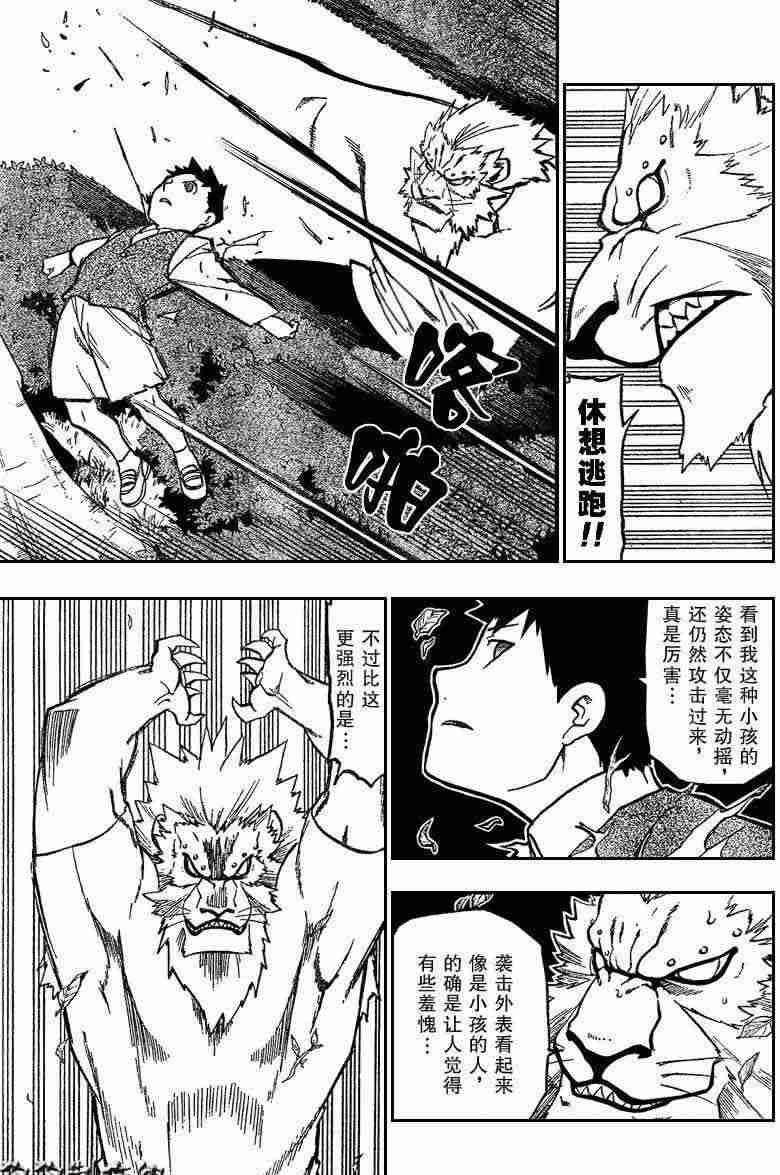 休想逃跑!!
喀
啪
看到我这种小孩的
姿态不仅毫无动摇，
还仍然攻击过来，
真是厉害…
袭击外表看起来
像是小孩的人，
的确是让人觉得
有些羞愧…
不过比这
更强烈的是…